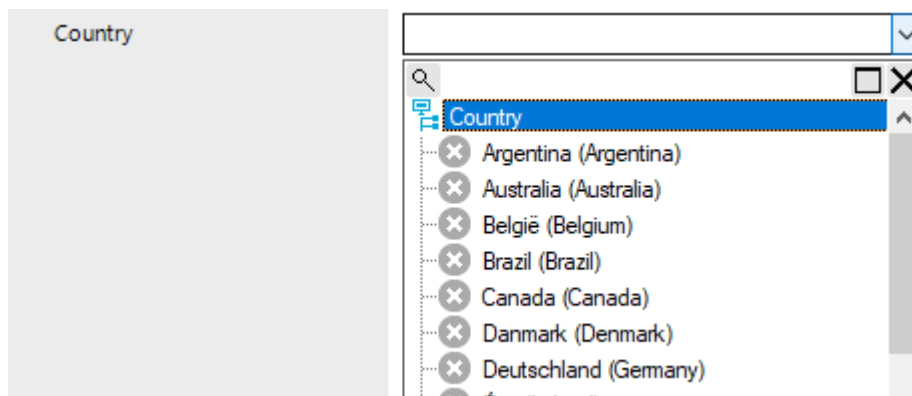 Country
Country
Argentina (Argentina)
Australia (Australia)
België (Belgium)
Brazil (Brazil)
Canada (Canada)
Danmark (Denmark)
Deutschland (Germany)